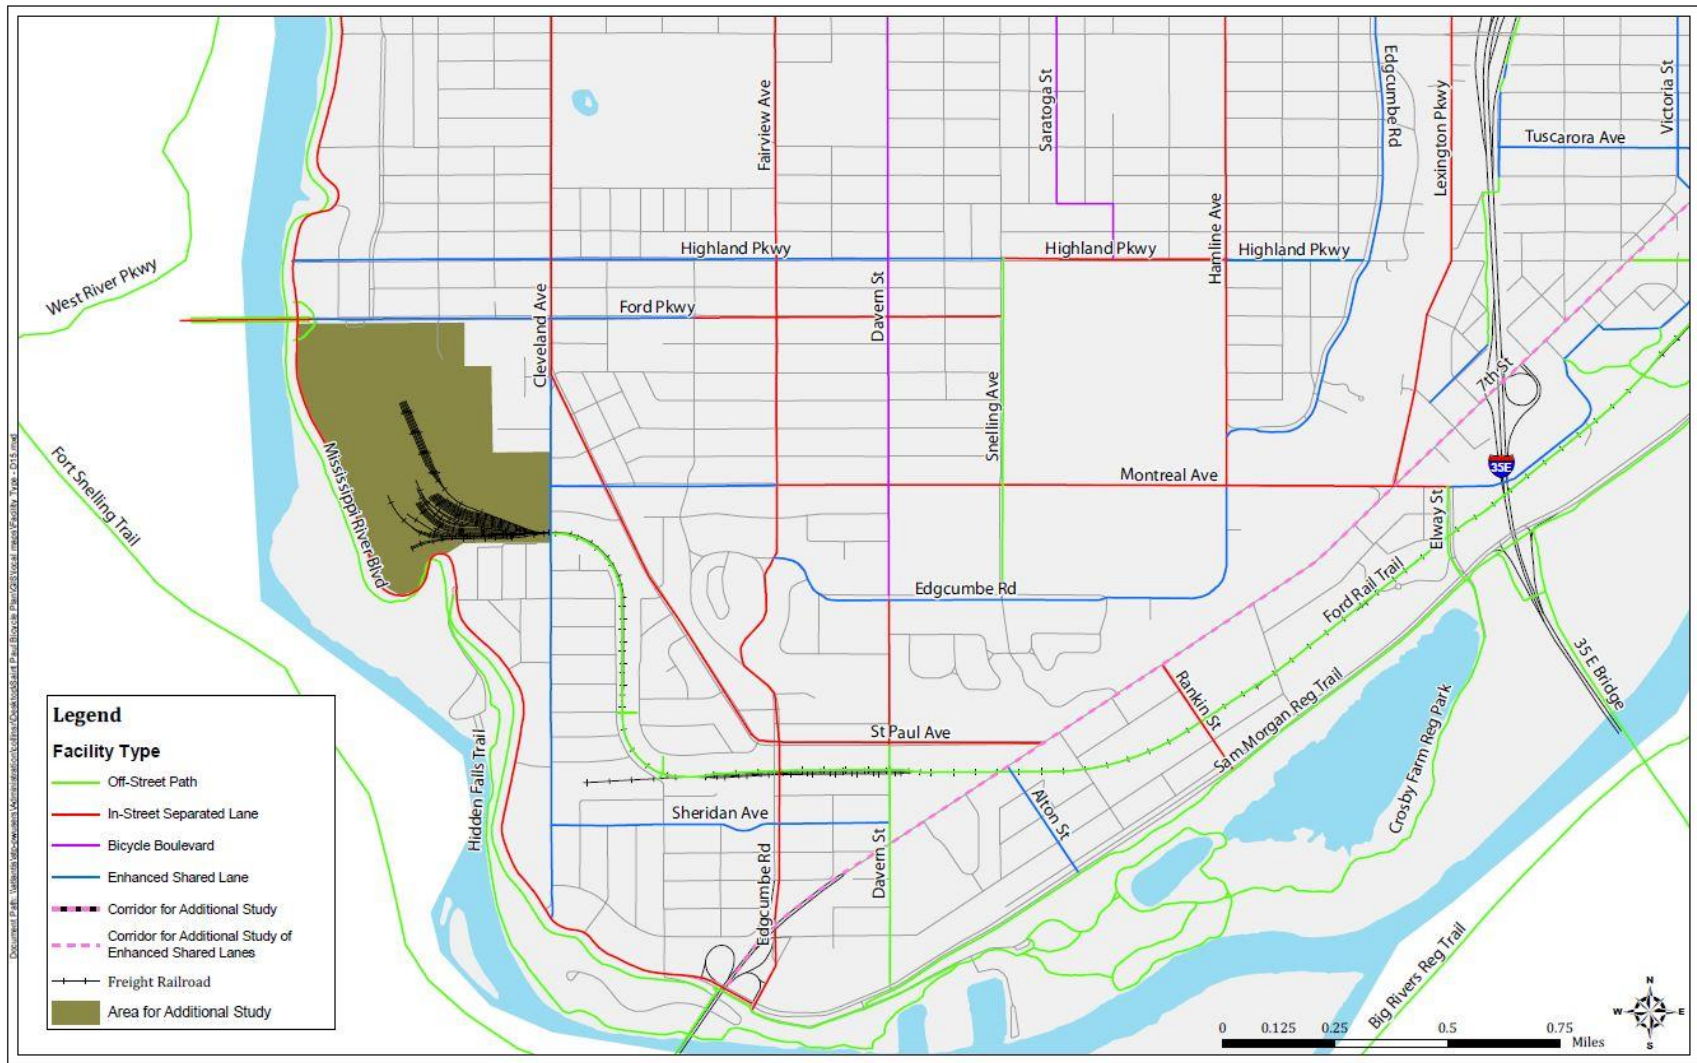 Edgcumbe Rd
Victoria St
Saratoga St
Fairview Ave
Lexington Pkwy
Tuscarora Ave
Hamline Ave
Highland Pkwy
Highland Pkwy
Highland Pkwy
West River Pkwy
Davern St
Ford Pkwy
Cleveland Ave
7th St
Snelling Ave
Fort Snelling Trail
Mississippi River Blvd
Montreal Ave
35E
Elway St
Edgcumbe Rd
Ford Rail Trail
35 E Bridge
Rankin St
Sam Morgan Reg Trail
St Paul Ave
Crosby Farm Reg Park
Hidden Falls Trail
Sheridan Ave
Alton St
Davern St
Edgcumbe Rd
Big Rivers Reg Trail
Legend
Facility Type
Off-Street Path
In-Street Separated Lane
Bicycle Boulevard
Enhanced Shared Lane
Corridor for Additional Study
Corridor for Additional Study of
Enhanced Shared Lanes
Freight Railroad
Area for Additional Study
N
W E
S
0 0.125 0.25 0.5 0.75
Miles